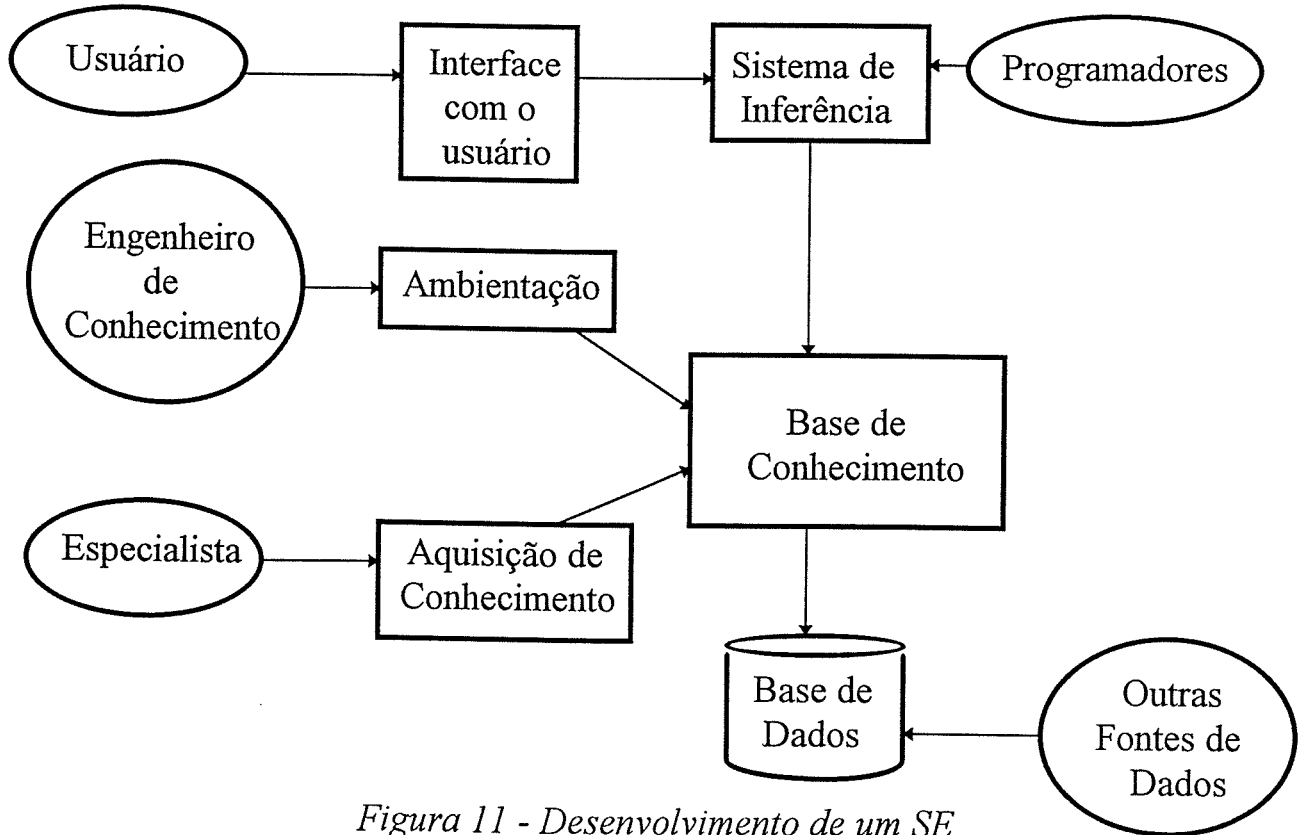 Usuário
Interface
com o
usuário
Sistema de
Inferência
Programadores
Engenheiro
de
Conhecimento
Ambientação
Base de
Conhecimento
Especialista
Aquisição de
Conhecimento
Base de
Dados
Outras
Fontes de
Dados
Figura 11 - Desenvolvimento de um SE